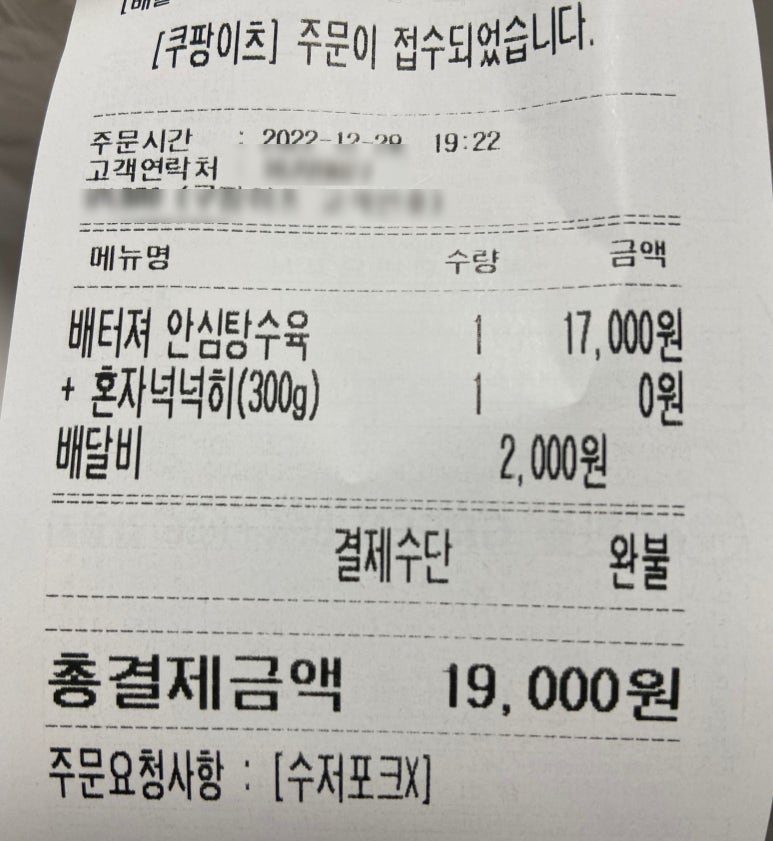 [쿠팡이츠] 주문이 접수되었습니다.
주문시간 : 19:22
고객연락처 :
메뉴명 수량 금액
배터져 안심탕수육 1 17,000원
+ 혼자넉넉히(300g) 1 0원
배달비 2,000원
결제수단 완불
총결제금액 19,000원
주문요청사항 : [수저포크X]